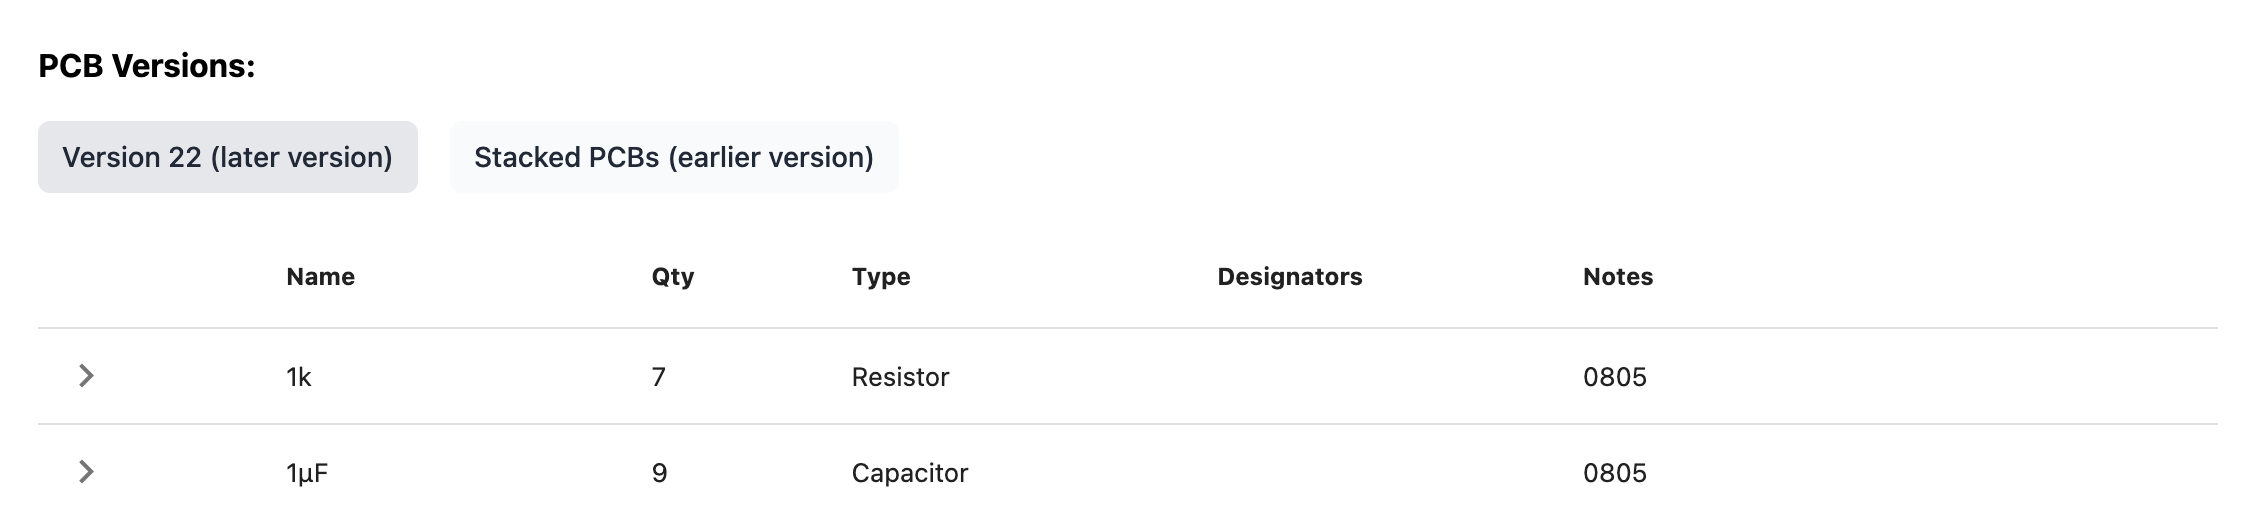 PCB Versions:
Version 22 (later version) Stacked PCBs (earlier version)
Name Qty Type Designators Notes
1k 7 Resistor 0805
1µF 9 Capacitor 0805